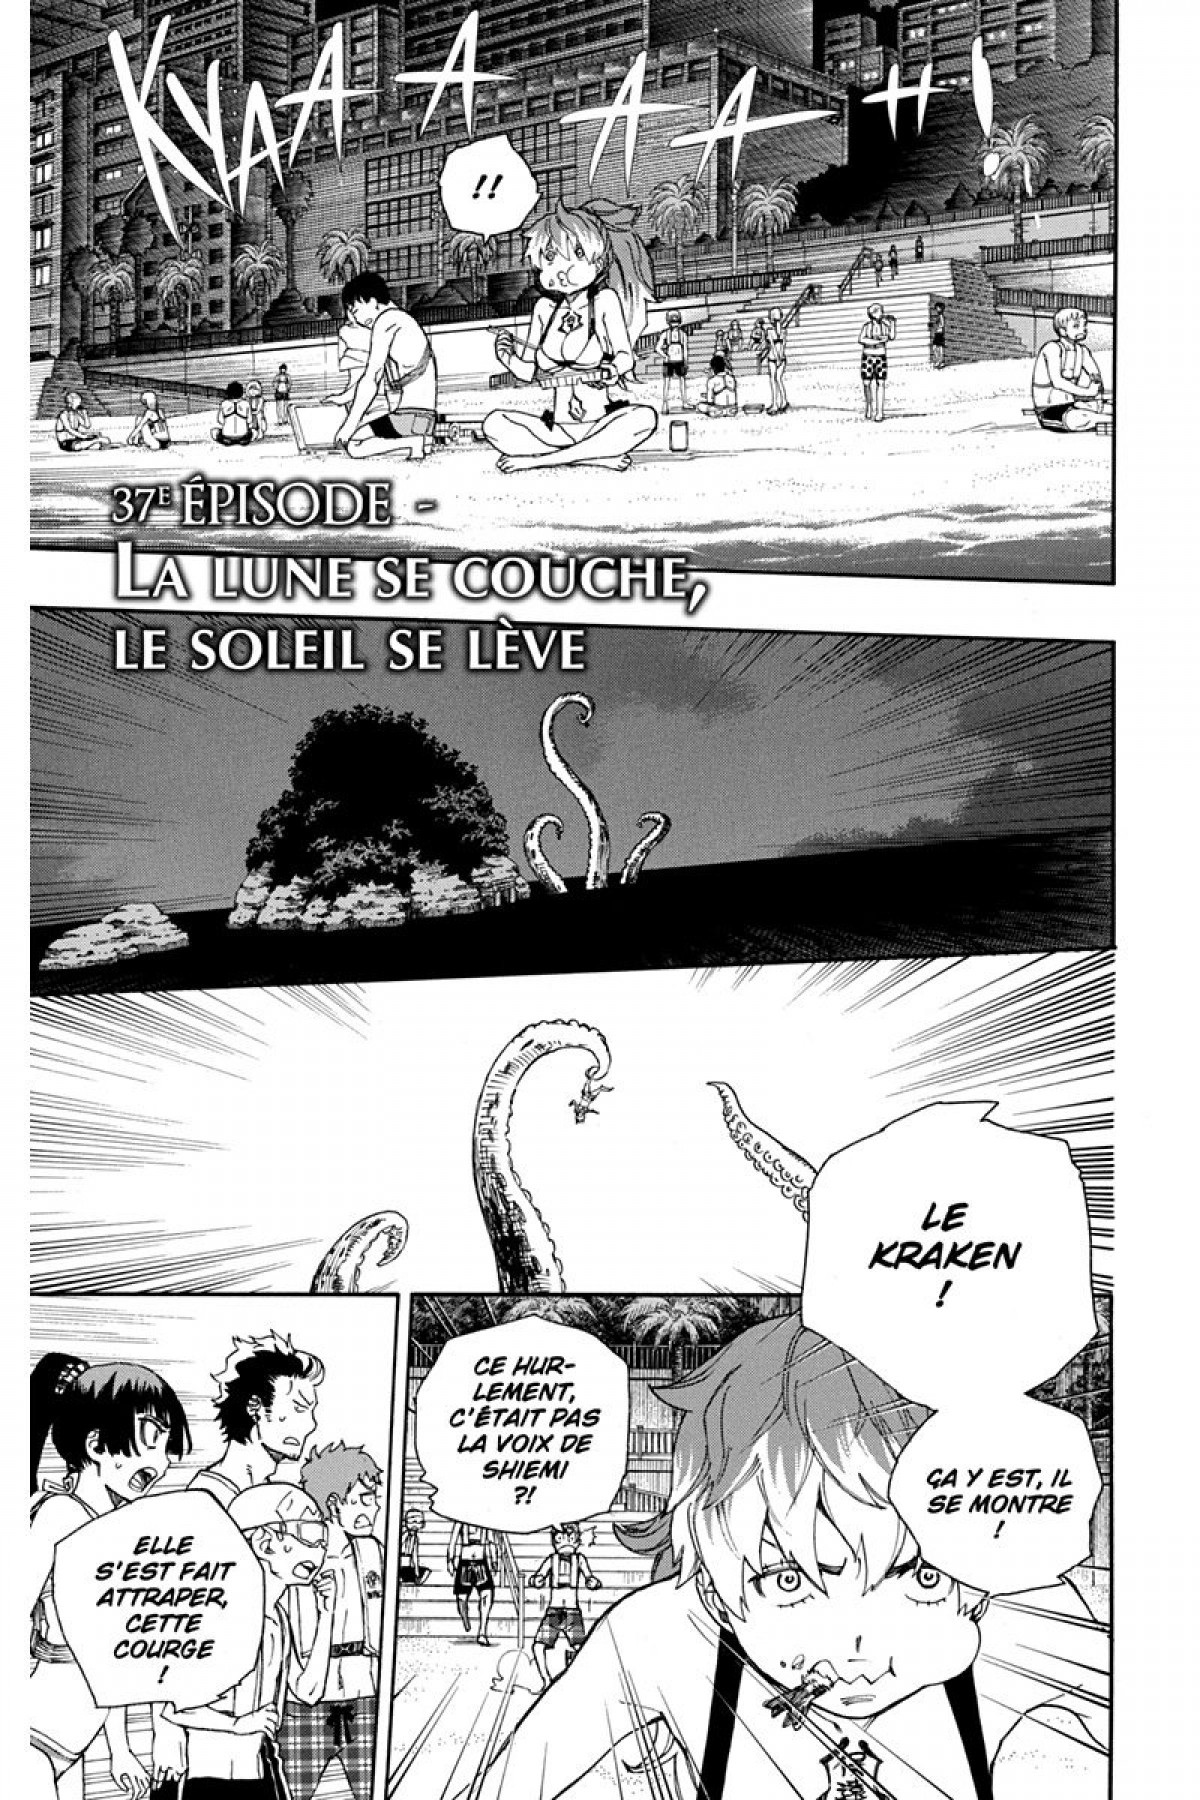 KYAAAAAAH!
!!
37E ÉPISODE -
LA LUNE SE COUCHE,
LE SOLEIL SE LÈVE
LE
KRAKEN
!
ÇA Y EST, IL
SE MONTRE
!
CE HUR-
LEMENT,
C'ÉTAIT PAS
LA VOIX DE
SHIEMI
?!
ELLE
S'EST FAIT
ATTRAPER,
CETTE
COURGE
!